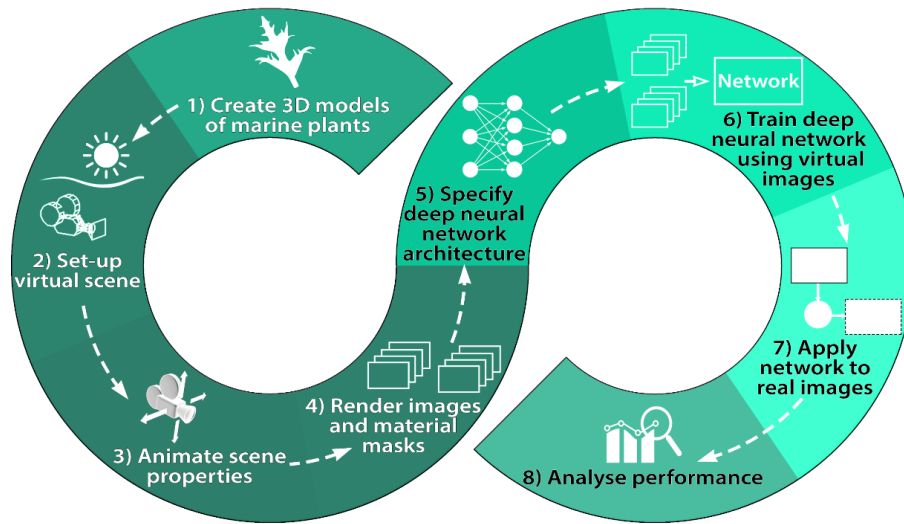 1) Create 3D models
of marine plants
2) Set-up
virtual scene
3) Animate scene
properties
4) Render images
and material
masks
5) Specify
deep neural
network
architecture
Network
6) Train deep
neural network
using virtual
images
7) Apply
network to
real images
8) Analyse performance